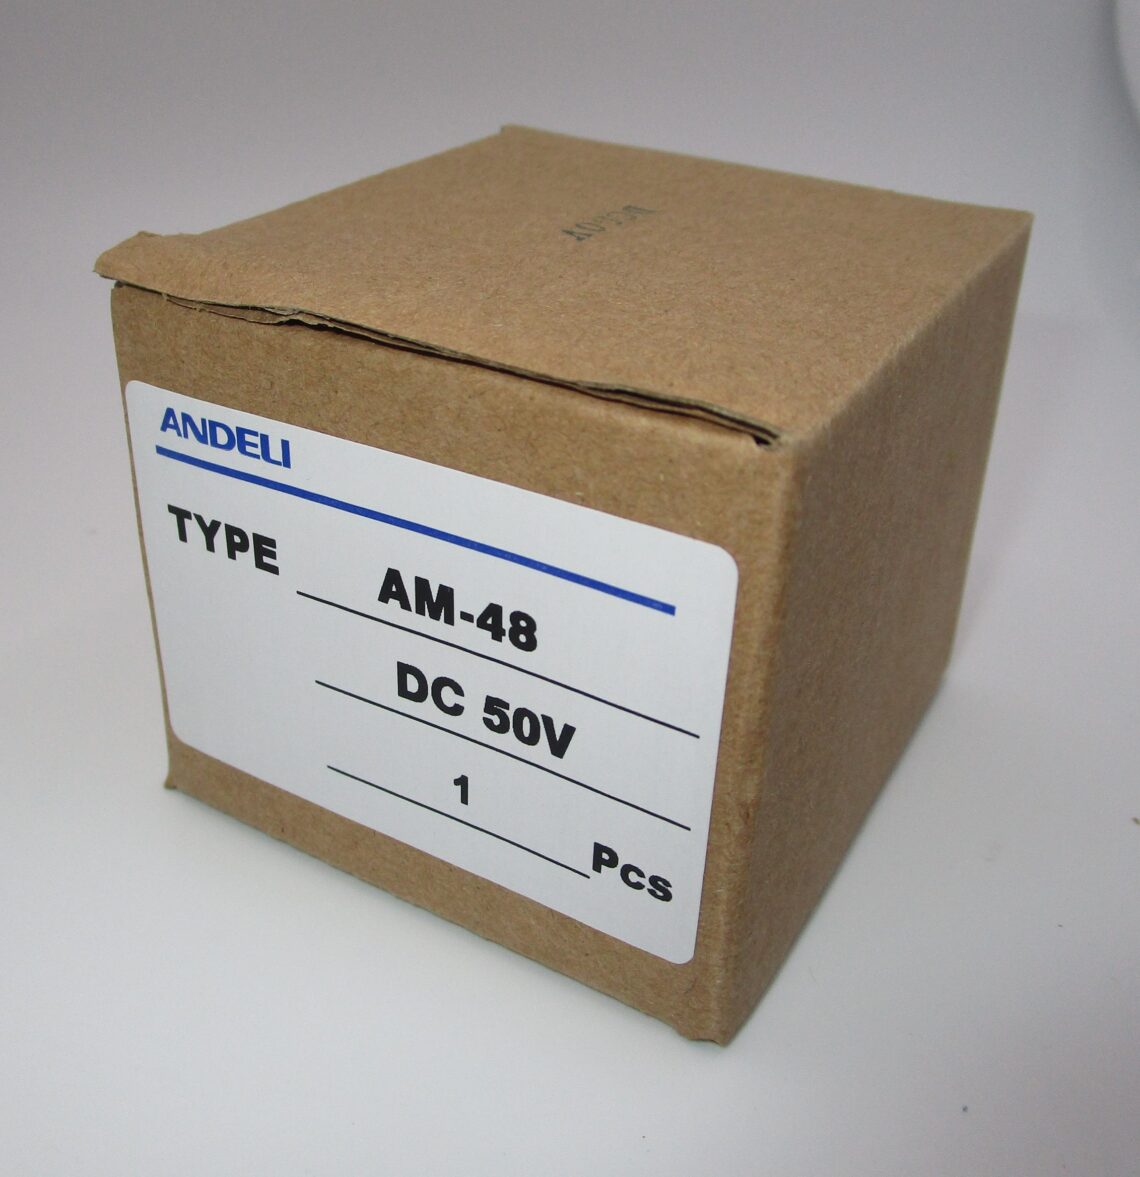 ANDELI
TYPE AM-48
DC 50V
1 Pcs